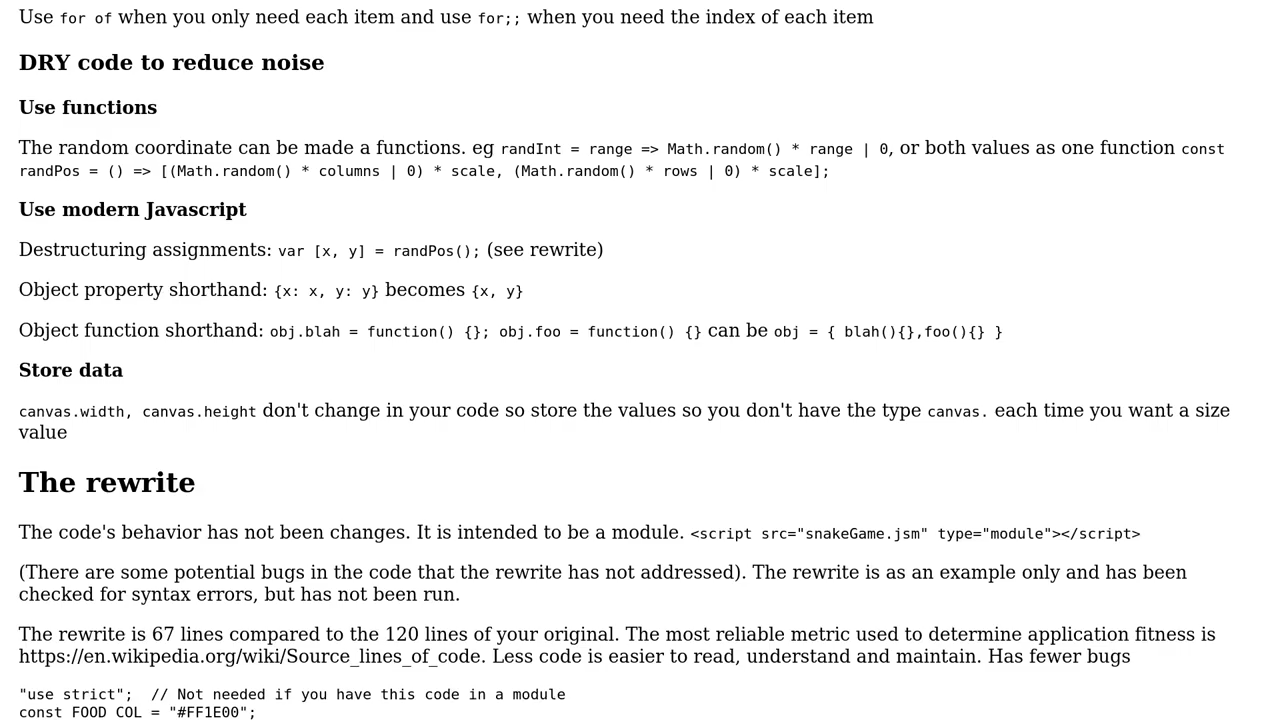 Use for of when you only need each item and use for;; when you need the index of each item
DRY code to reduce noise
Use functions
The random coordinate can be made a functions. eg randInt = range => Math.random() * range | 0, or both values as one function const
randPos = () => [(Math.random() * columns | 0) * scale, (Math.random() * rows | 0) * scale];
Use modern Javascript
Destructuring assignments: var [x, y] = randPos(); (see rewrite)
Object property shorthand: {x: x, y: y} becomes {x, y}
Object function shorthand: obj.blah = function() {}; obj.foo = function() {} can be obj = { blah(){},foo(){} }
Store data
canvas.width, canvas.height don't change in your code so store the values so you don't have the type canvas. each time you want a size
value
The rewrite
The code's behavior has not been changes. It is intended to be a module. <script src="snakeGame.jsm" type="module"></script>
(There are some potential bugs in the code that the rewrite has not addressed). The rewrite is as an example only and has been
checked for syntax errors, but has not been run.
The rewrite is 67 lines compared to the 120 lines of your original. The most reliable metric used to determine application fitness is
https://en.wikipedia.org/wiki/Source_lines_of_code. Less code is easier to read, understand and maintain. Has fewer bugs
"use strict";  // Not needed if you have this code in a module
const FOOD_COL = "#FF1E00";